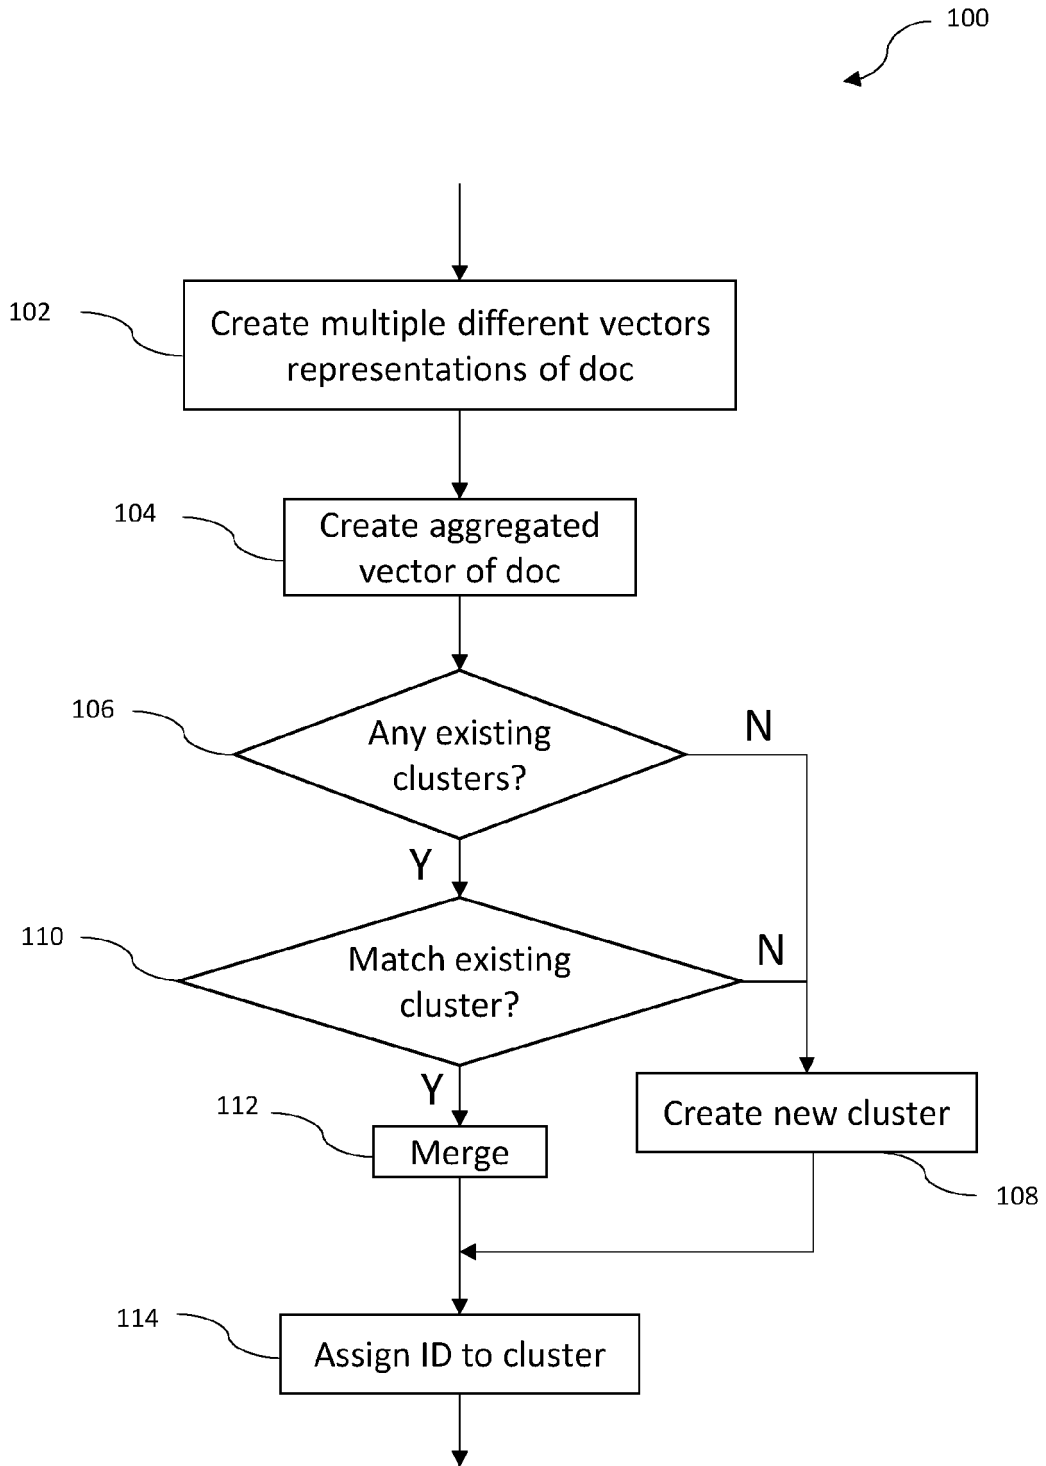 100
102
Create multiple different vectors
representations of doc
104
Create aggregated
vector of doc
106
Any existing
clusters?
N
Y
110
Match existing
cluster?
N
Y
112
Merge
Create new cluster
108
114
Assign ID to cluster